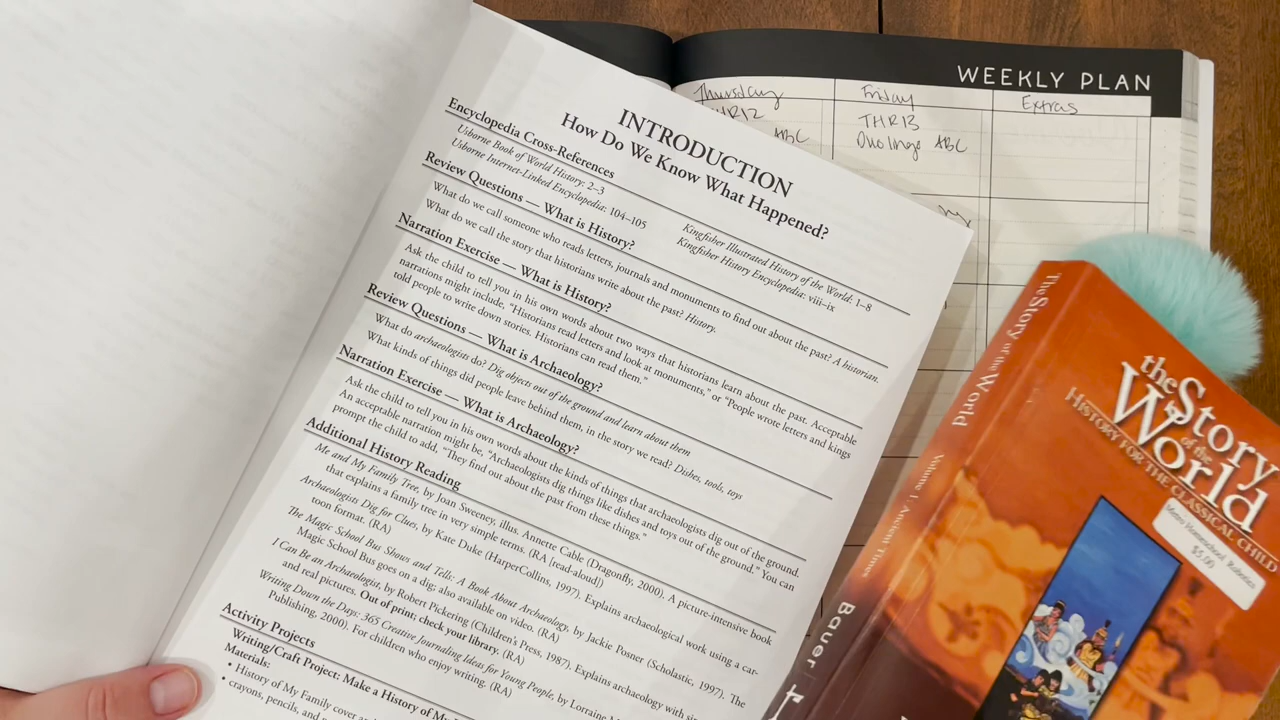 INTRODUCTION
How Do We Know What Happened?
Encyclopedia Cross-References
Usborne Book of World History: 2–3
Usborne Internet-Linked Encyclopedia: 104–105
Kingfisher Illustrated History of the World: 1–8
Kingfisher History Encyclopedia: viii–ix
Review Questions — What is History?
What do we call someone who reads letters, journals and monuments to find out about the past? A historian.
What do we call the story that historians write about the past? History.
Narration Exercise — What is History?
Ask the child to tell you in his own words about two ways that historians learn about the past. Acceptable
narrations might include, "Historians read letters and look at monuments," or "People wrote letters and kings
told people to write down stories. Historians can read them."
Review Questions — What is Archaeology?
What do archaeologists do? Dig objects out of the ground and learn about them
What kinds of things did people leave behind them, in the story we read? Dishes, tools, toys
Narration Exercise — What is Archaeology?
Ask the child to tell you in his own words about the kinds of things that archaeologists dig out of the ground.
An acceptable narration might be, "Archaeologists dig things like dishes and toys out of the ground." You can
prompt the child to add, "They find out about the past from these things."
Additional History Reading
Me and My Family Tree, by Joan Sweeney, illus. Annette Cable (Dragonfly, 2000). A picture-intensive book
that explains a family tree in very simple terms. (RA [read-aloud])
Archaeologists Dig for Clues, by Kate Duke (HarperCollins, 1997). Explains archaeological work using a car-
toon format. (RA)
The Magic School Bus Shows and Tells: A Book About Archaeology, by Jackie Posner (Scholastic, 1997). The
Magic School Bus goes on a dig; also available on video. (RA)
I Can Be an Archaeologist, by Robert Pickering (Children's Press, 1987). Explains archaeology with
and real pictures. Out of print; check your library. (RA)
Writing Down the Days: 365 Creative Journaling Ideas for Young People, by Lorraine
Publishing, 2000). For children who enjoy writing. (RA)
Activity Projects
Writing/Craft Project: Make a History of My
Materials:
• History of My Family cover
• crayons, pencils, and
WEEKLY PLAN
Thursday
Friday
Extras
THR12
THR13
ABC
Duolingo ABC
The Story of the World
Volume 1: Ancient Times
Bauer
the Story
of the
World
HISTORY FOR THE CLASSICAL CHILD
Metro Homeschool Robotics
$5.00